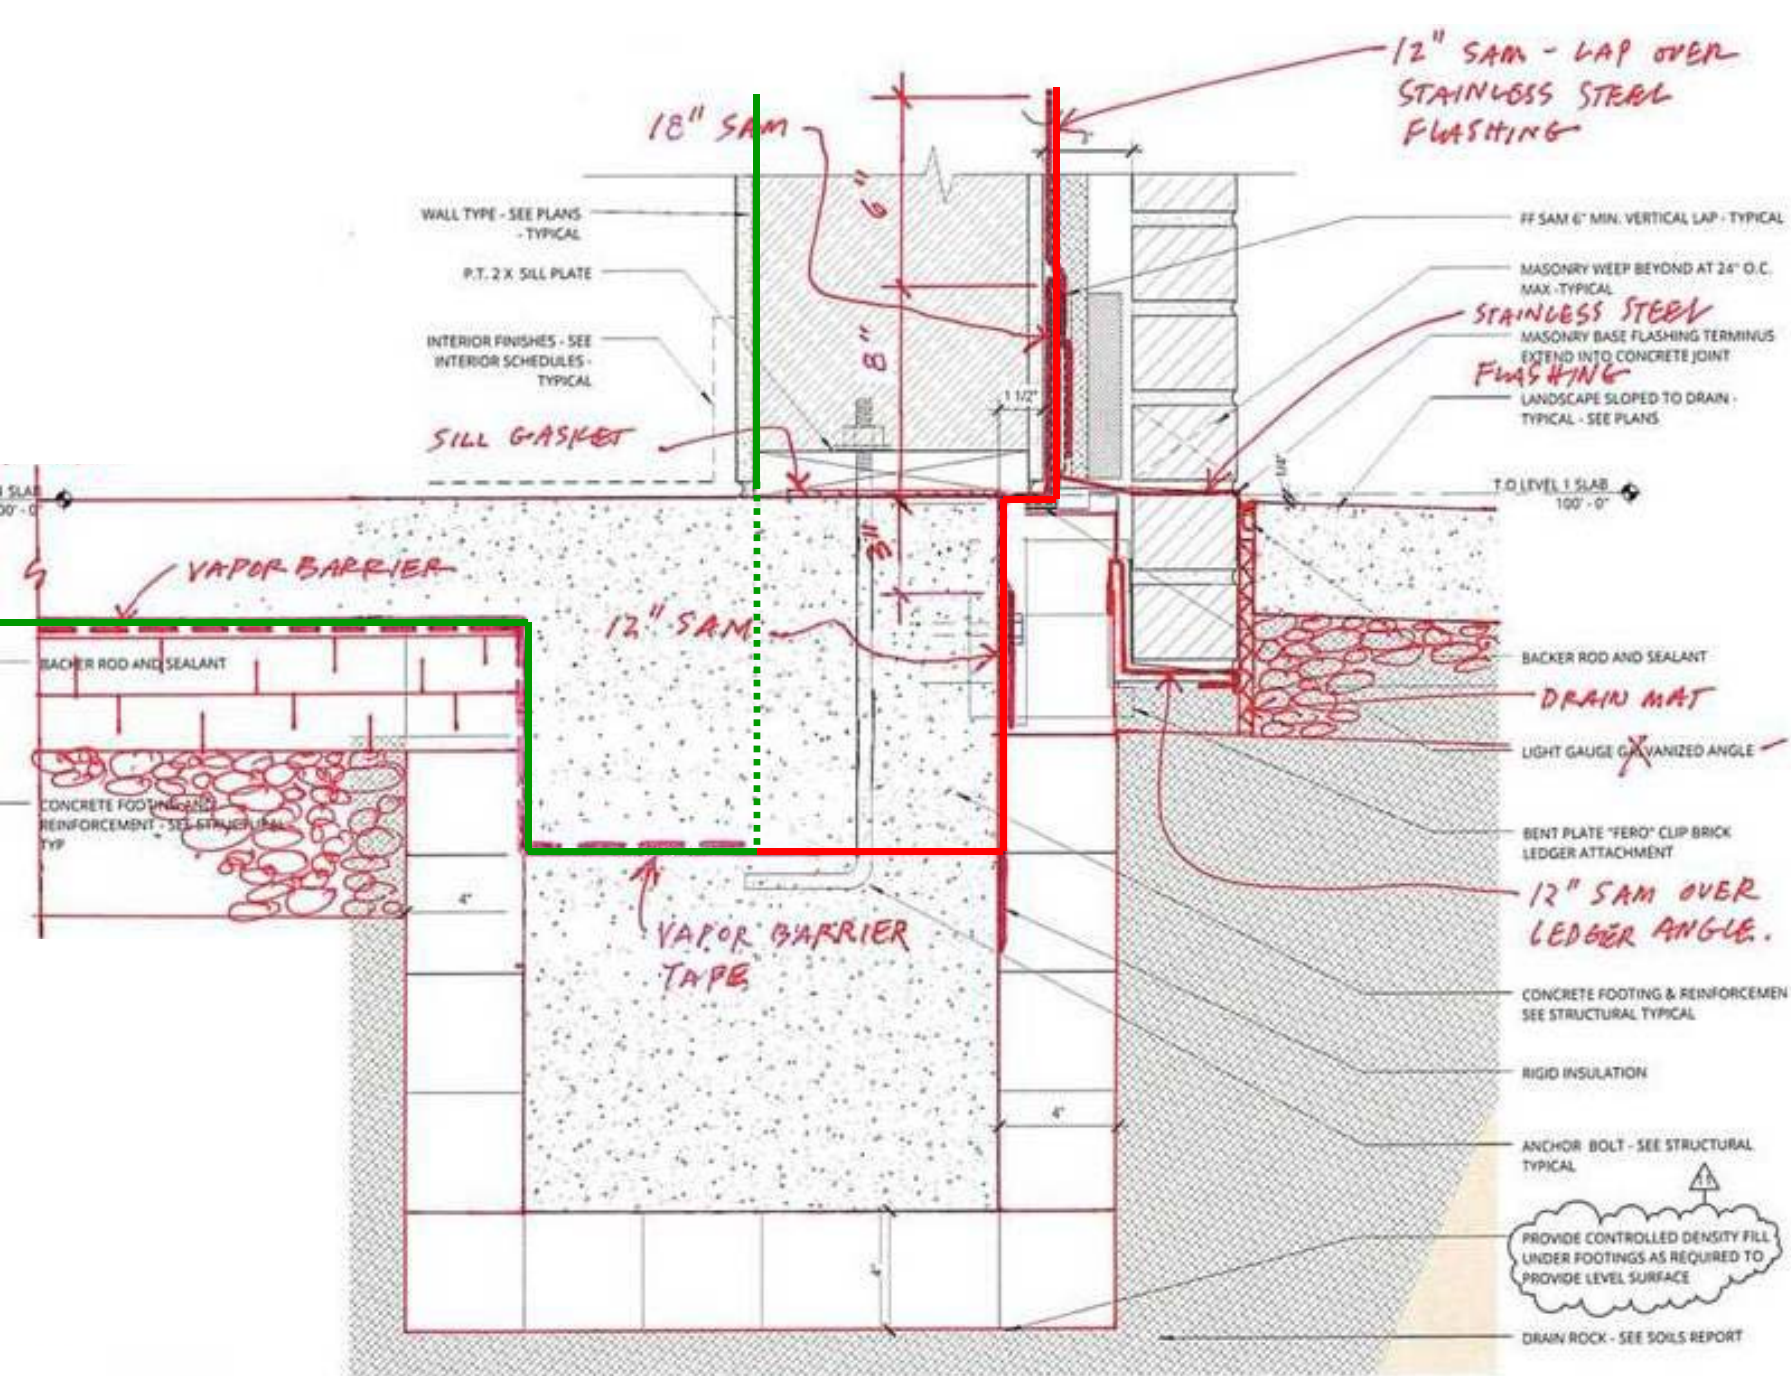 12" SAM - LAP OVER
STAINLESS STEEL
FLASHING
18" SAM
6"
WALL TYPE - SEE PLANS
- TYPICAL
FF SAM 6" MIN. VERTICAL LAP - TYPICAL
P.T. 2 X SILL PLATE
MASONRY WEEP BEYOND AT 24" O.C.
MAX -TYPICAL
STAINLESS STEEL
INTERIOR FINISHES - SEE
INTERIOR SCHEDULES -
TYPICAL
8"
MASONRY BASE FLASHING TERMINUS
EXTEND INTO CONCRETE JOINT
FLASHING
1 1/2"
LANDSCAPE SLOPED TO DRAIN -
TYPICAL - SEE PLANS
SILL GASKET
1/4"
SLAB
T.O LEVEL 1 SLAB
100' - 0"
3"
VAPOR BARRIER
12" SAM
BACKER ROD AND SEALANT
BACKER ROD AND SEALANT
DRAIN MAT
LIGHT GAUGE GALVANIZED ANGLE
CONCRETE FOOTING AND
REINFORCEMENT - SEE STRUCTURAL
TYP
BENT PLATE "FERO" CLIP BRICK
LEDGER ATTACHMENT
4"
12" SAM OVER
LEDGER ANGLE.
VAPOR BARRIER
TAPE
CONCRETE FOOTING & REINFORCEMEN
SEE STRUCTURAL TYPICAL
RIGID INSULATION
4"
ANCHOR BOLT - SEE STRUCTURAL
TYPICAL
PROVIDE CONTROLLED DENSITY FILL
UNDER FOOTINGS AS REQUIRED TO
PROVIDE LEVEL SURFACE
4"
DRAIN ROCK - SEE SOILS REPORT